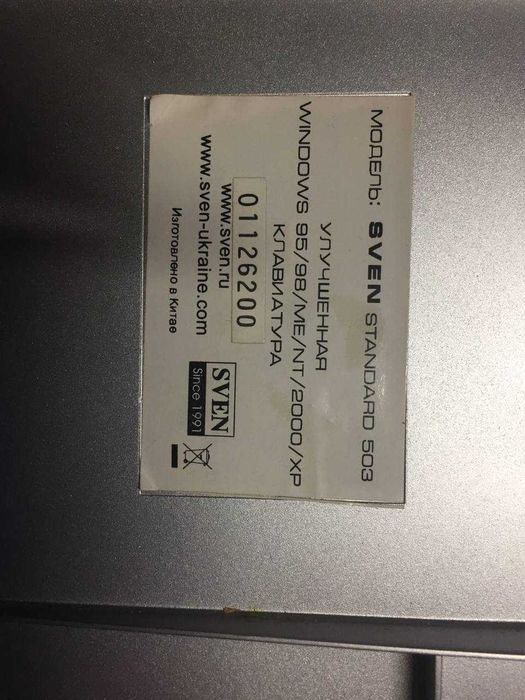 МОДЕЛЬ: SVEN STANDARD 503
УЛУЧШЕННАЯ
WINDOWS 95/98/ME/NT/2000/XP
КЛАВИАТУРА
01126200
www.sven.ru
www.sven-ukraine.com
Изготовлено в Китае
SVEN
Since 1991